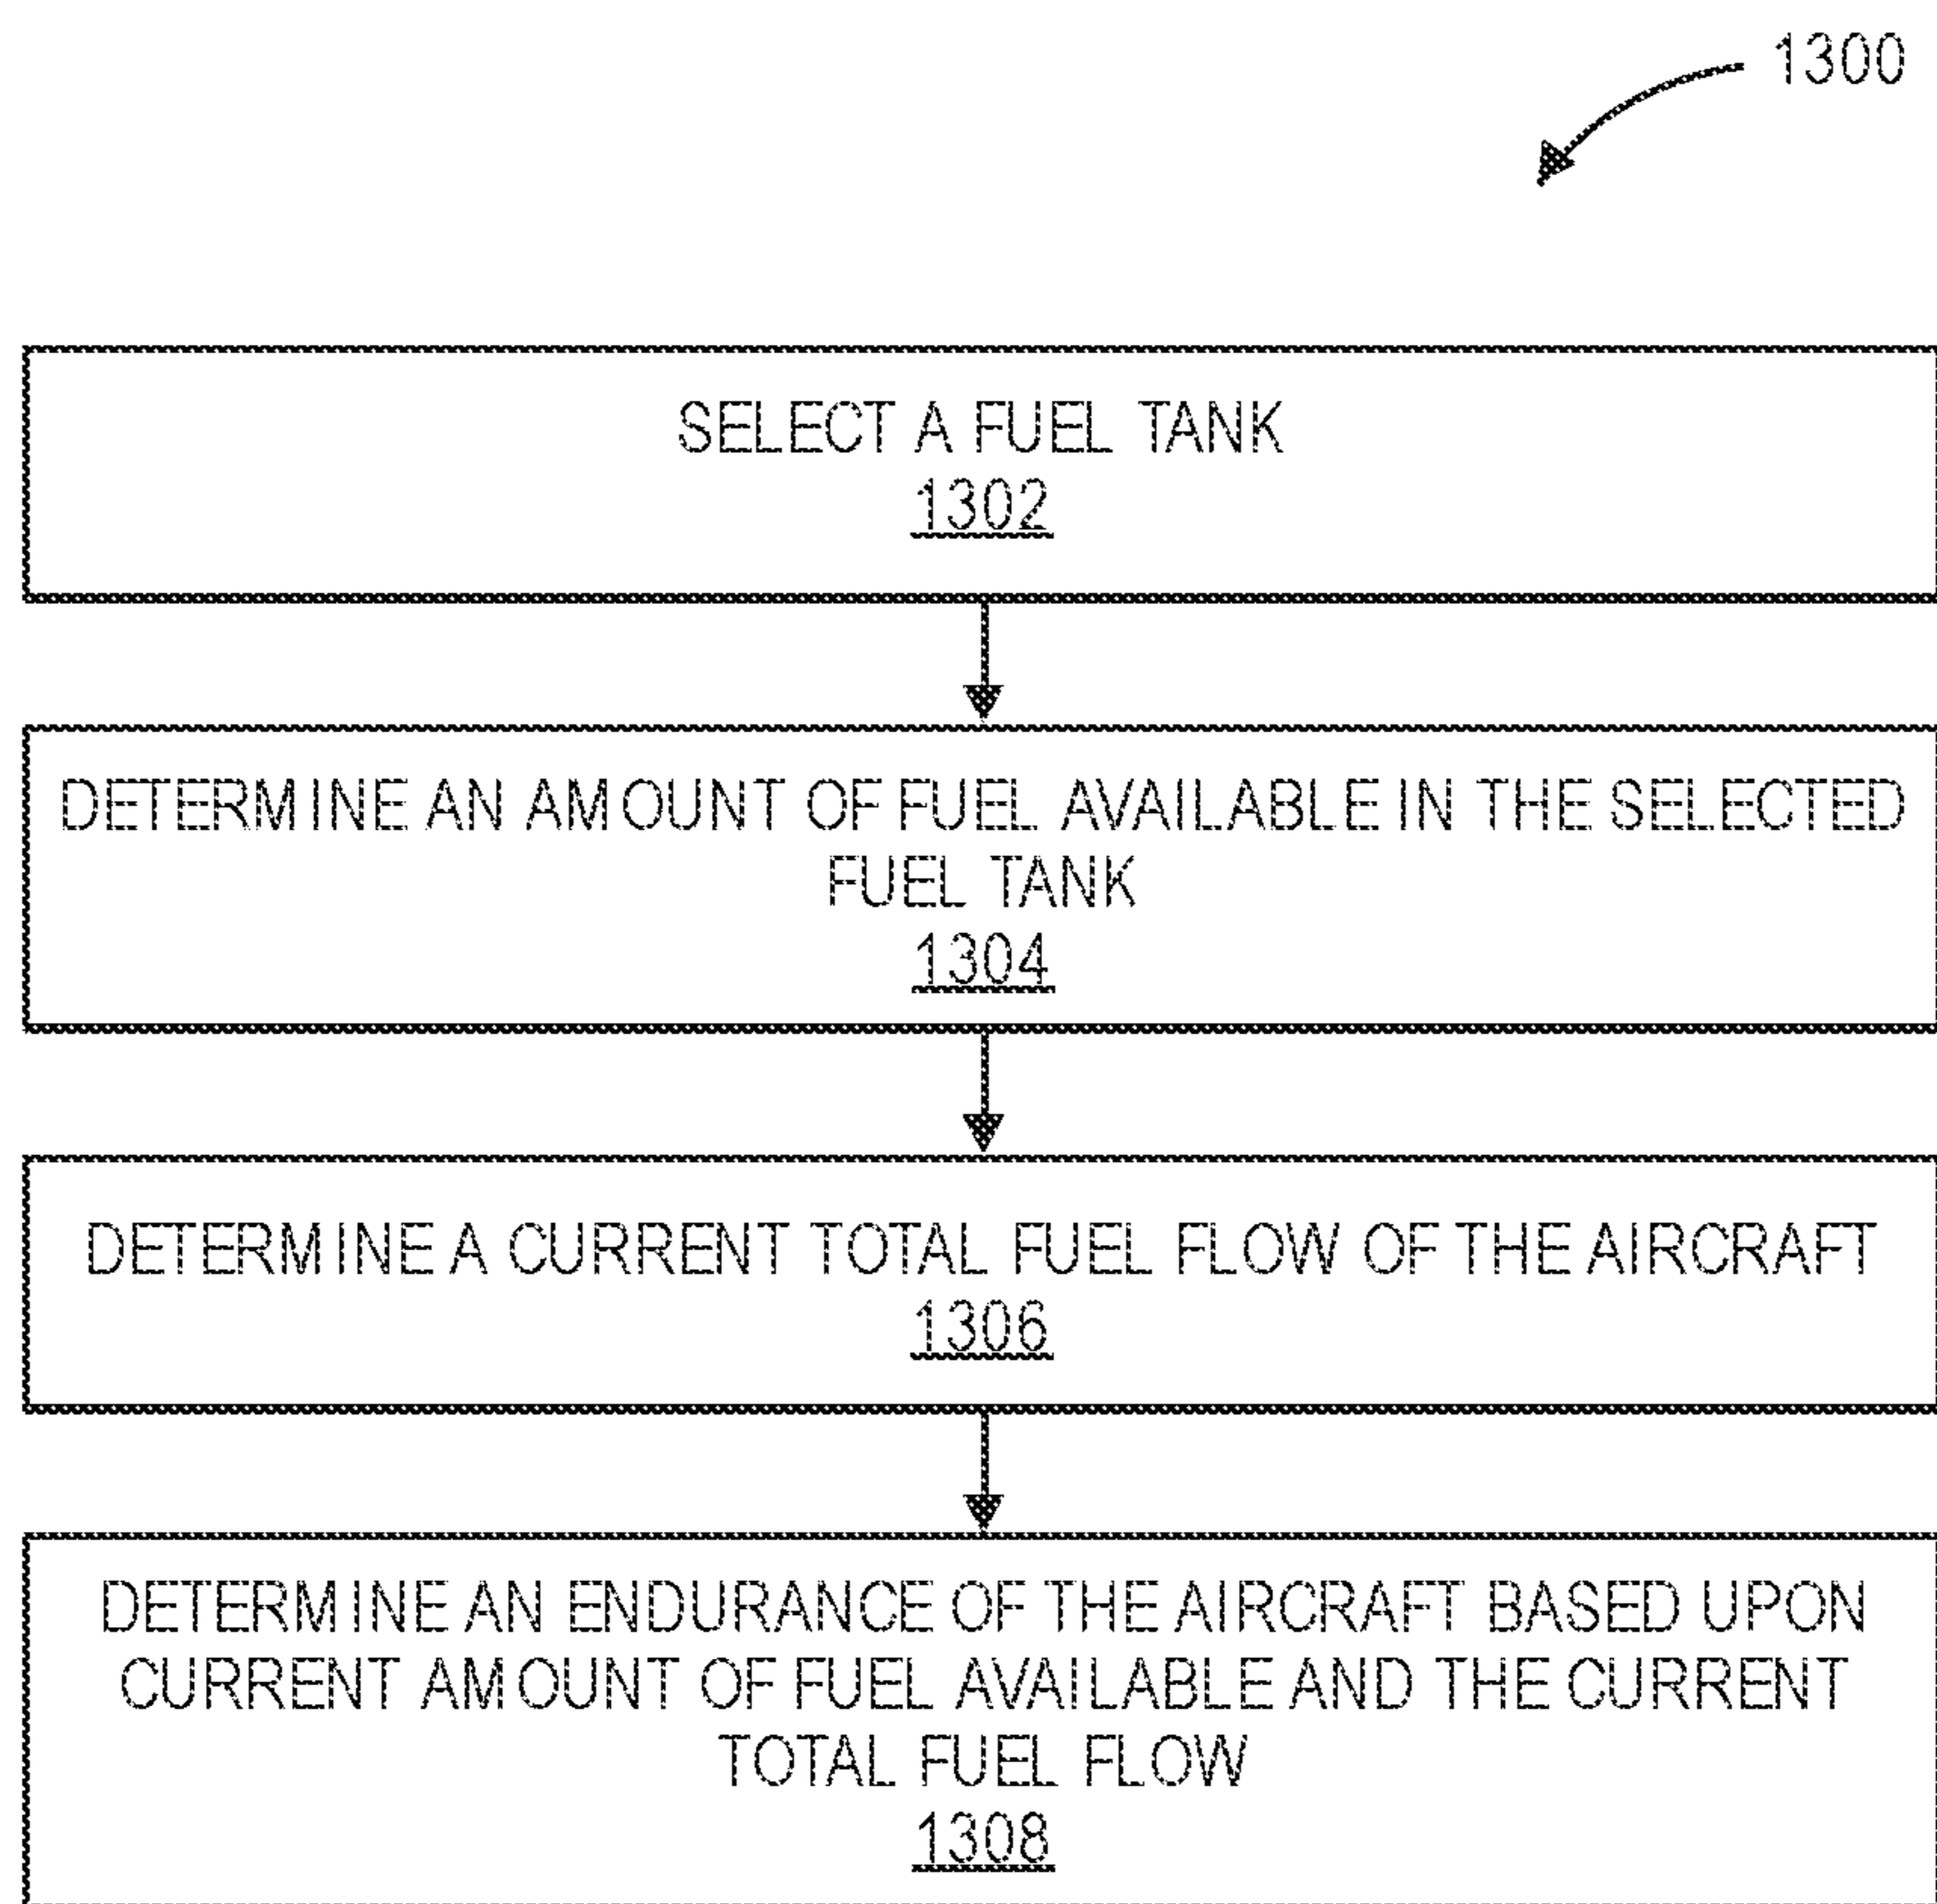 1300
SELECT A FUEL TANK
1302
DETERMINE AN AMOUNT OF FUEL AVAILABLE IN THE SELECTED
FUEL TANK
1304
DETERMINE A CURRENT TOTAL FUEL FLOW OF THE AIRCRAFT
1306
DETERMINE AN ENDURANCE OF THE AIRCRAFT BASED UPON
CURRENT AMOUNT OF FUEL AVAILABLE AND THE CURRENT
TOTAL FUEL FLOW
1308